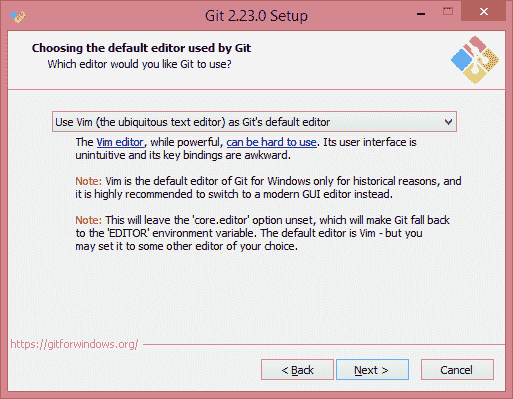 Git 2.23.0 Setup
Choosing the default editor used by Git
Which editor would you like Git to use?
Use Vim (the ubiquitous text editor) as Git's default editor
The Vim editor, while powerful, can be hard to use. Its user interface is
unintuitive and its key bindings are awkward.
Note: Vim is the default editor of Git for Windows only for historical reasons, and
it is highly recommended to switch to a modern GUI editor instead.
Note: This will leave the 'core.editor' option unset, which will make Git fall back
to the 'EDITOR' environment variable. The default editor is Vim - but you
may set it to some other editor of your choice.
https://gitforwindows.org/
< Back Next > Cancel